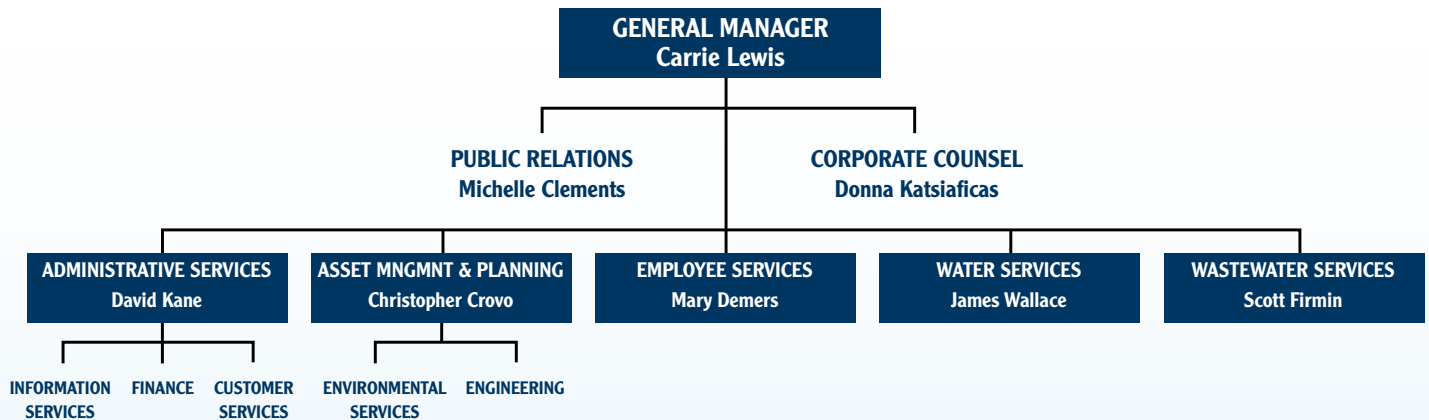 GENERAL MANAGER
Carrie Lewis
PUBLIC RELATIONS
Michelle Clements
CORPORATE COUNSEL
Donna Katsiaficas
ADMINISTRATIVE SERVICES
David Kane
ASSET MNGMNT & PLANNING
Christopher Crovo
EMPLOYEE SERVICES
Mary Demers
WATER SERVICES
James Wallace
WASTEWATER SERVICES
Scott Firmin
INFORMATION
SERVICES
FINANCE
CUSTOMER
SERVICES
ENVIRONMENTAL
SERVICES
ENGINEERING